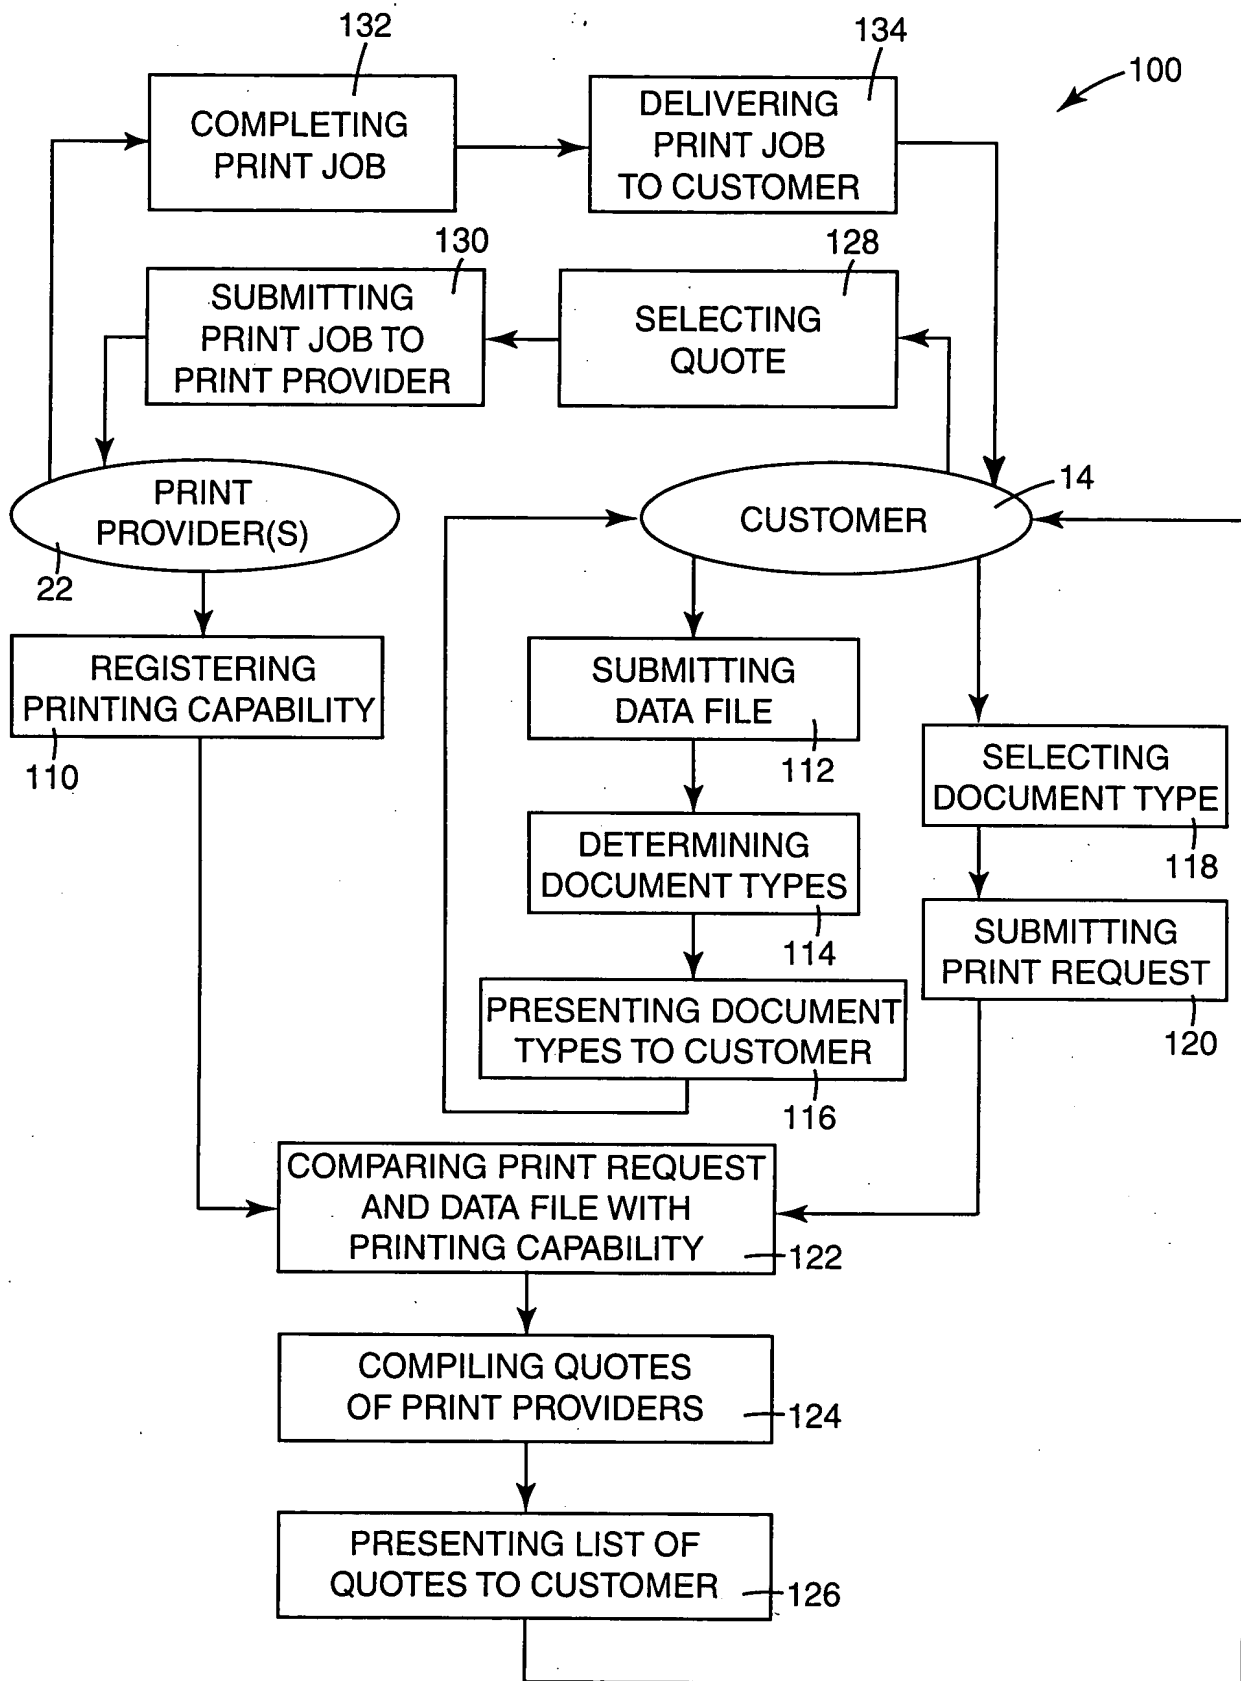 132
134
100
COMPLETING
PRINT JOB
DELIVERING
PRINT JOB
TO CUSTOMER
130
128
SUBMITTING
PRINT JOB TO
PRINT PROVIDER
SELECTING
QUOTE
PRINT
PROVIDER(S)
22
CUSTOMER
14
REGISTERING
PRINTING CAPABILITY
110
SUBMITTING
DATA FILE
112
SELECTING
DOCUMENT TYPE
118
DETERMINING
DOCUMENT TYPES
114
SUBMITTING
PRINT REQUEST
120
PRESENTING DOCUMENT
TYPES TO CUSTOMER
116
COMPARING PRINT REQUEST
AND DATA FILE WITH
PRINTING CAPABILITY
122
COMPILING QUOTES
OF PRINT PROVIDERS
124
PRESENTING LIST OF
QUOTES TO CUSTOMER
126